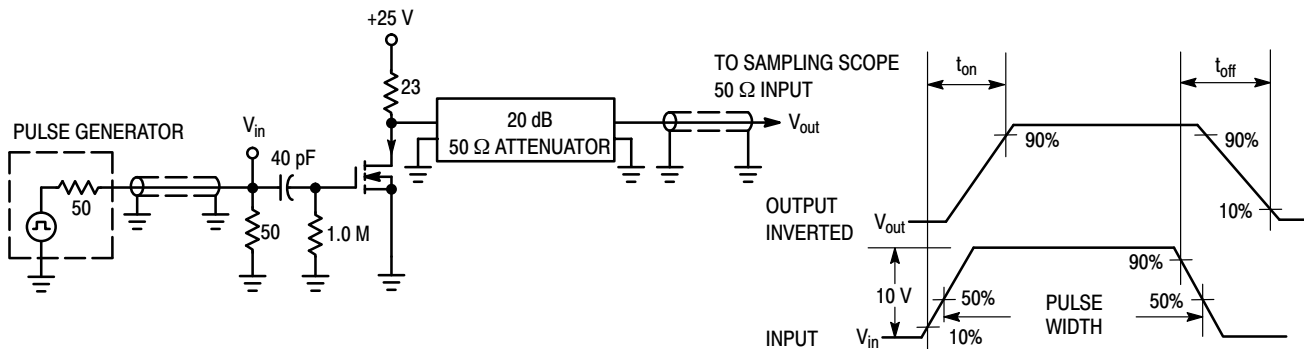 +25 V
23
PULSE GENERATOR
50
V_in
40 pF
50
1.0 M
20 dB
50 Ω ATTENUATOR
TO SAMPLING SCOPE
50 Ω INPUT
V_out
t_on
t_off
90%
90%
10%
OUTPUT
INVERTED
V_out
10 V
90%
50%
PULSE
WIDTH
50%
INPUT
V_in
10%